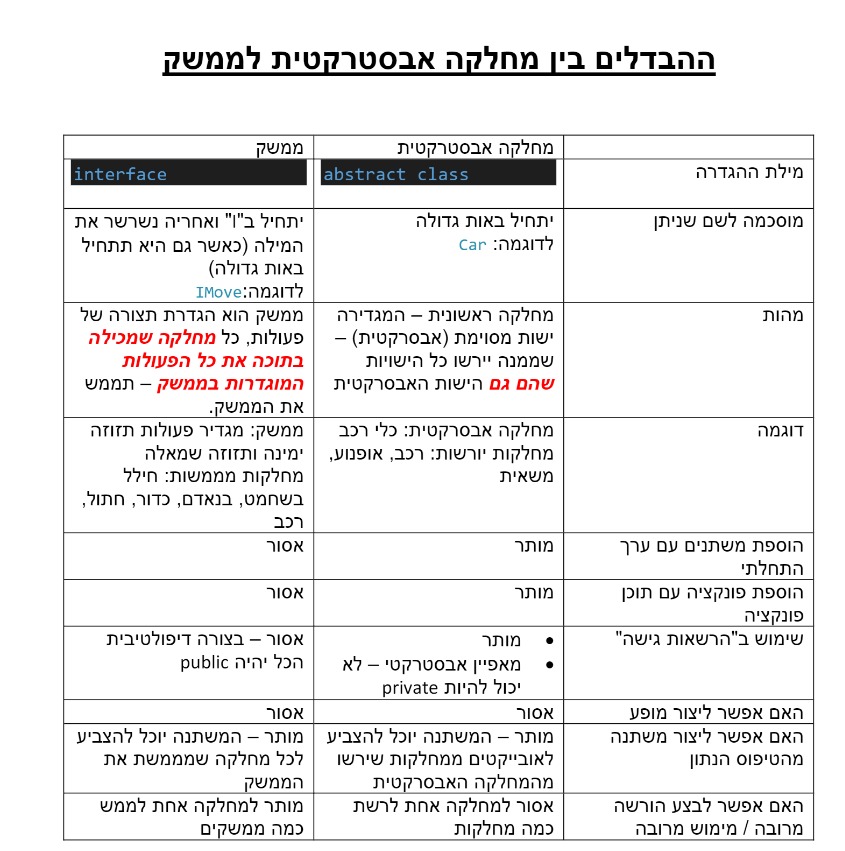 ההבדלים בין מחלקה אבסטרקטית לממשק
מחלקה אבסטרקטית
ממשק
מילת ההגדרה
abstract class
interface
מוסכמה לשם שניתן
יתחיל באות גדולה
לדוגמה: Car
יתחיל ב"I" ואחריה נשרשר את
המילה (כאשר גם היא תתחיל
באות גדולה)
לדוגמה:IMove
מהות
מחלקה ראשונית – המגדירה
ישות מסוימת (אבסרקטית) –
שממנה יירשו כל הישויות
שהם גם הישות האבסרקטית
ממשק הוא הגדרת תצורה של
פעולות, כל מחלקה שמכילה
בתוכה את כל הפעולות
המוגדרות בממשק – תממש
את הממשק.
דוגמה
מחלקה אבסרקטית: כלי רכב
מחלקות יורשות: רכב, אופנוע,
משאית
ממשק: מגדיר פעולות תזוזה
ימינה ותזוזה שמאלה
מחלקות מממשות: חילל
בשחמט, בנאדם, כדור, חתול,
רכב
הוספת משתנים עם ערך
התחלתי
מותר
אסור
הוספת פונקציה עם תוכן
פונקציה
מותר
אסור
שימוש ב"הרשאות גישה"
• מותר
• מאפיין אבסטרקטי – לא
יכול להיות private
אסור – בצורה דיפולטיבית
הכל יהיה public
האם אפשר ליצור מופע
אסור
אסור
האם אפשר ליצור משתנה
מהטיפוס הנתון
מותר – המשתנה יוכל להצביע
לאובייקטים ממחלקות שירשו
מהמחלקה האבסרקטית
מותר – המשתנה יוכל להצביע
לכל מחלקה שמממשת את
הממשק
האם אפשר לבצע הורשה
מרובה / מימוש מרובה
אסור למחלקה אחת לרשת
כמה מחלקות
מותר למחלקה אחת לממש
כמה ממשקים